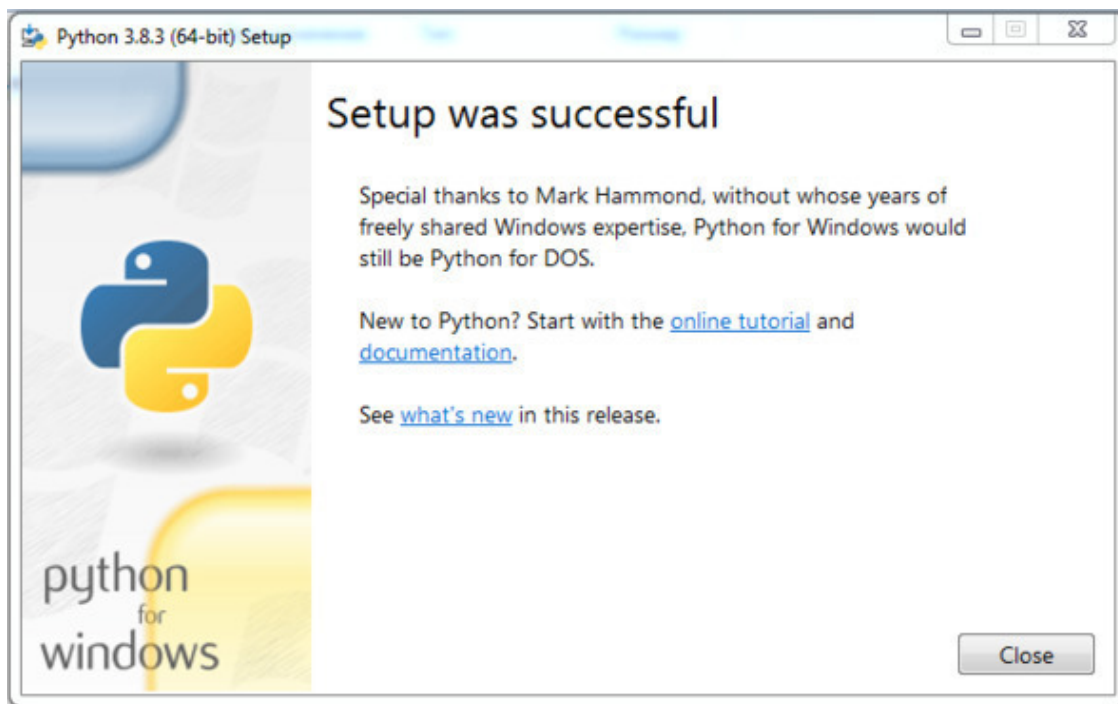 Python 3.8.3 (64-bit) Setup
Setup was successful
Special thanks to Mark Hammond, without whose years of
freely shared Windows expertise, Python for Windows would
still be Python for DOS.
New to Python? Start with the online tutorial and
documentation.
See what's new in this release.
python
for
windows
Close